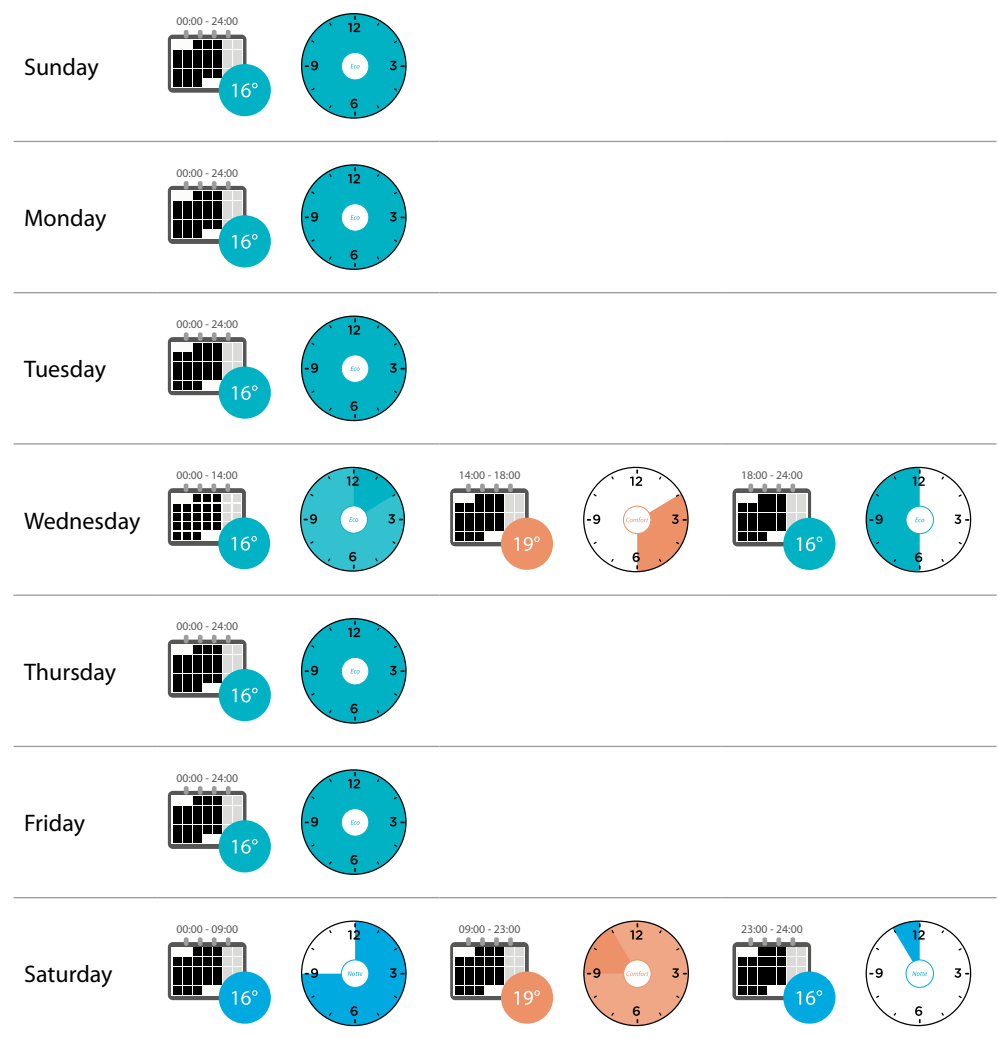 00:00 - 24:00
Sunday
16°
12
-9
Eco
3-
6
00:00 - 24:00
Monday
16°
12
-9
Eco
3-
6
00:00 - 24:00
Tuesday
16°
12
-9
Eco
3-
6
00:00 - 14:00
14:00 - 18:00
18:00 - 24:00
Wednesday
16°
12
-9
Eco
3-
6
19°
12
-9
Comfort
3-
6
16°
12
-9
Eco
3-
6
00:00 - 24:00
Thursday
16°
12
-9
Eco
3-
6
00:00 - 24:00
Friday
16°
12
-9
Eco
3-
6
00:00 - 09:00
09:00 - 23:00
23:00 - 24:00
Saturday
16°
12
-9
Notte
3-
6
19°
12
-9
Comfort
3-
6
16°
12
-9
Notte
3-
6